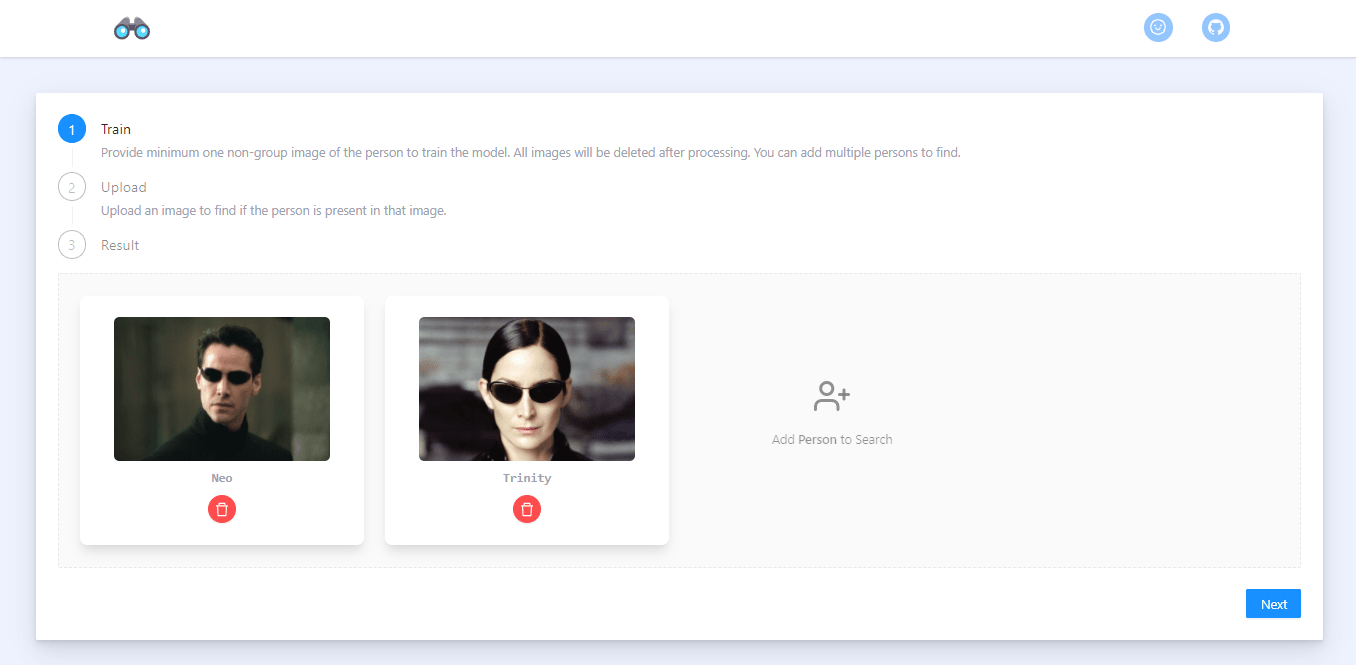 1 Train
Provide minimum one non-group image of the person to train the model. All images will be deleted after processing. You can add multiple persons to find.
2 Upload
Upload an image to find if the person is present in that image.
3 Result
Neo
Trinity
Add Person to Search
Next